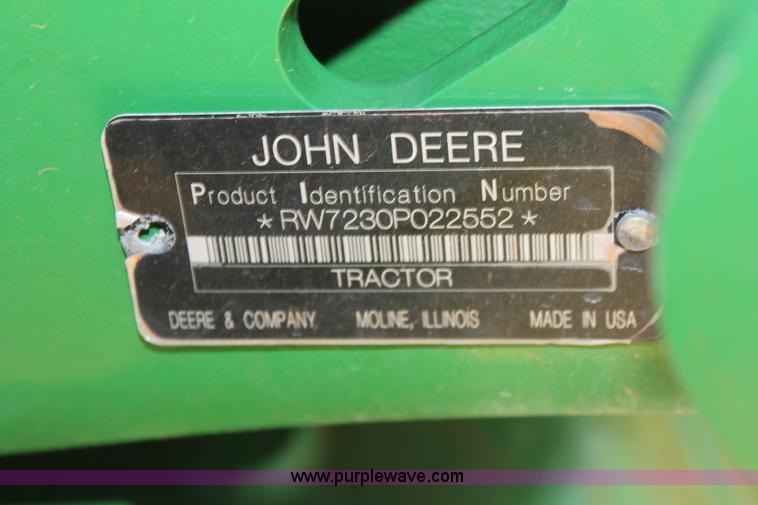 JOHN DEERE
Product Identification Number
*RW7230P022552*
TRACTOR
DEERE & COMPANY MOLINE, ILLINOIS MADE IN USA
www.purplewave.com